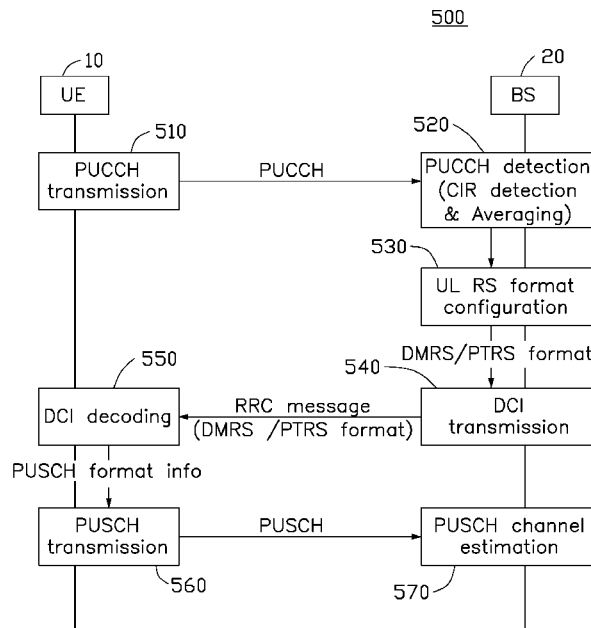 500
10
20
UE
BS
510
520
PUCCH
transmission
PUCCH
PUCCH detection
(CIR detection
& Averaging)
530
UL RS format
configuration
DMRS/PTRS format
550
540
DCI decoding
RRC message
(DMRS /PTRS format)
DCI
transmission
PUSCH format info
PUSCH
transmission
PUSCH
PUSCH channel
estimation
560
570